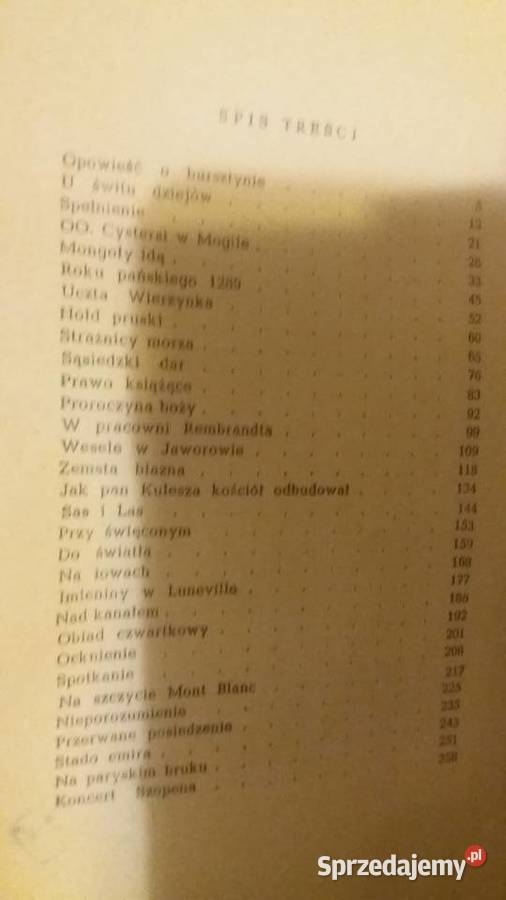 SPIS TREŚCI
Opowieść o bursztynie . . . 5
U świtu dziejów . . . 13
Spełnienie . . . 21
OO. Cystersi w Mogile . . . 26
Mongoły idą . . . 33
Roku pańskiego 1289 . . . 45
Uczta Wierzynka . . . 52
Hołd pruski . . . 60
Strażnicy morza . . . 65
Sąsiedzki dar . . . 76
Prawo książęce . . . 83
Proroczyna boży . . . 92
W pracowni Rembrandta . . . 99
Wesele w Jaworowie . . . 109
Zemsta błazna . . . 118
Jak pan Kulesza kościół odbudował . . . 134
Sas i Las . . . 144
Przy święconym . . . 153
Do światła . . . 159
Na łowach . . . 168
Imieniny w Luneville . . . 177
Nad kanałem . . . 186
Obiad czwartkowy . . . 192
Ocknienie . . . 201
Spotkanie . . . 208
Na szczycie Mont Blanc . . . 217
Nieporozumienie . . . 225
Przerwane posiedzenie . . . 235
Stado emira . . . 243
Na paryskim bruku . . . 251
Koncert Szopena . . . 258
Sprzedajemy.pl